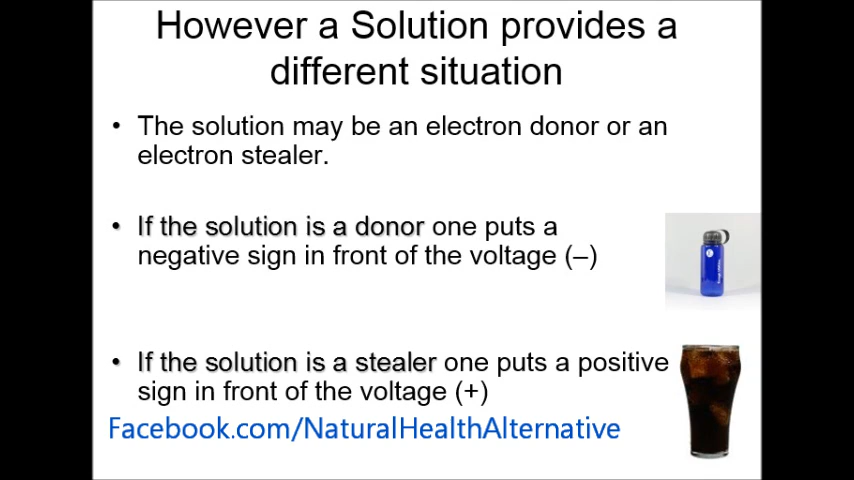 However a Solution provides a
different situation
• The solution may be an electron donor or an
electron stealer.
• If the solution is a donor one puts a
negative sign in front of the voltage (–)
• If the solution is a stealer one puts a positive
sign in front of the voltage (+)
Facebook.com/NaturalHealthAlternative